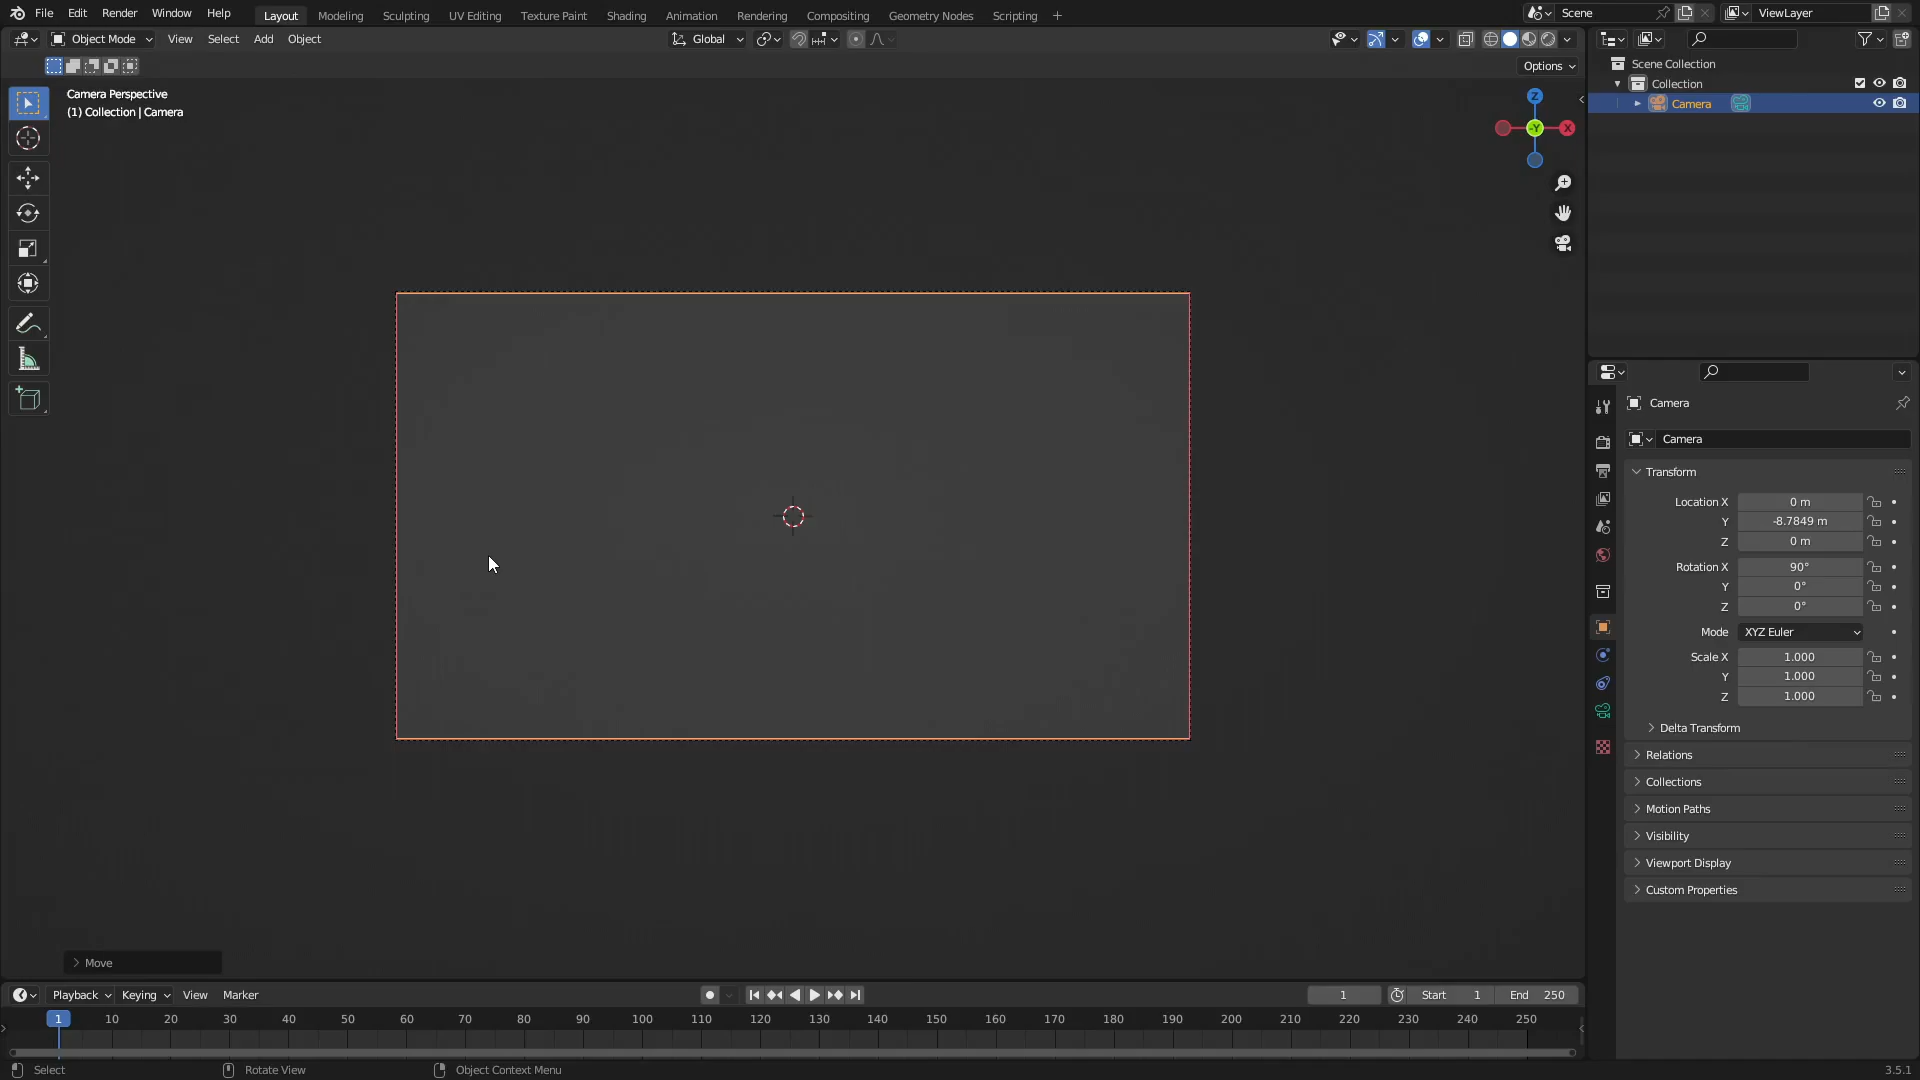 File Edit Render Window Help Layout Modeling Sculpting UV Editing Texture Paint Shading Animation Rendering Compositing Geometry Nodes Scripting + Scene ViewLayer
Object Mode View Select Add Object Global
Options
Camera Perspective
(1) Collection | Camera
Z
-Y
X
Move
Scene Collection
Collection
Camera
Camera
Camera
Transform
Location X 0 m
Y -8.7849 m
Z 0 m
Rotation X 90°
Y 0°
Z 0°
Mode XYZ Euler
Scale X 1.000
Y 1.000
Z 1.000
Delta Transform
Relations
Collections
Motion Paths
Visibility
Viewport Display
Custom Properties
Playback Keying View Marker 1 Start 1 End 250
1 10 20 30 40 50 60 70 80 90 100 110 120 130 140 150 160 170 180 190 200 210 220 230 240 250
Select Rotate View Object Context Menu 3.5.1